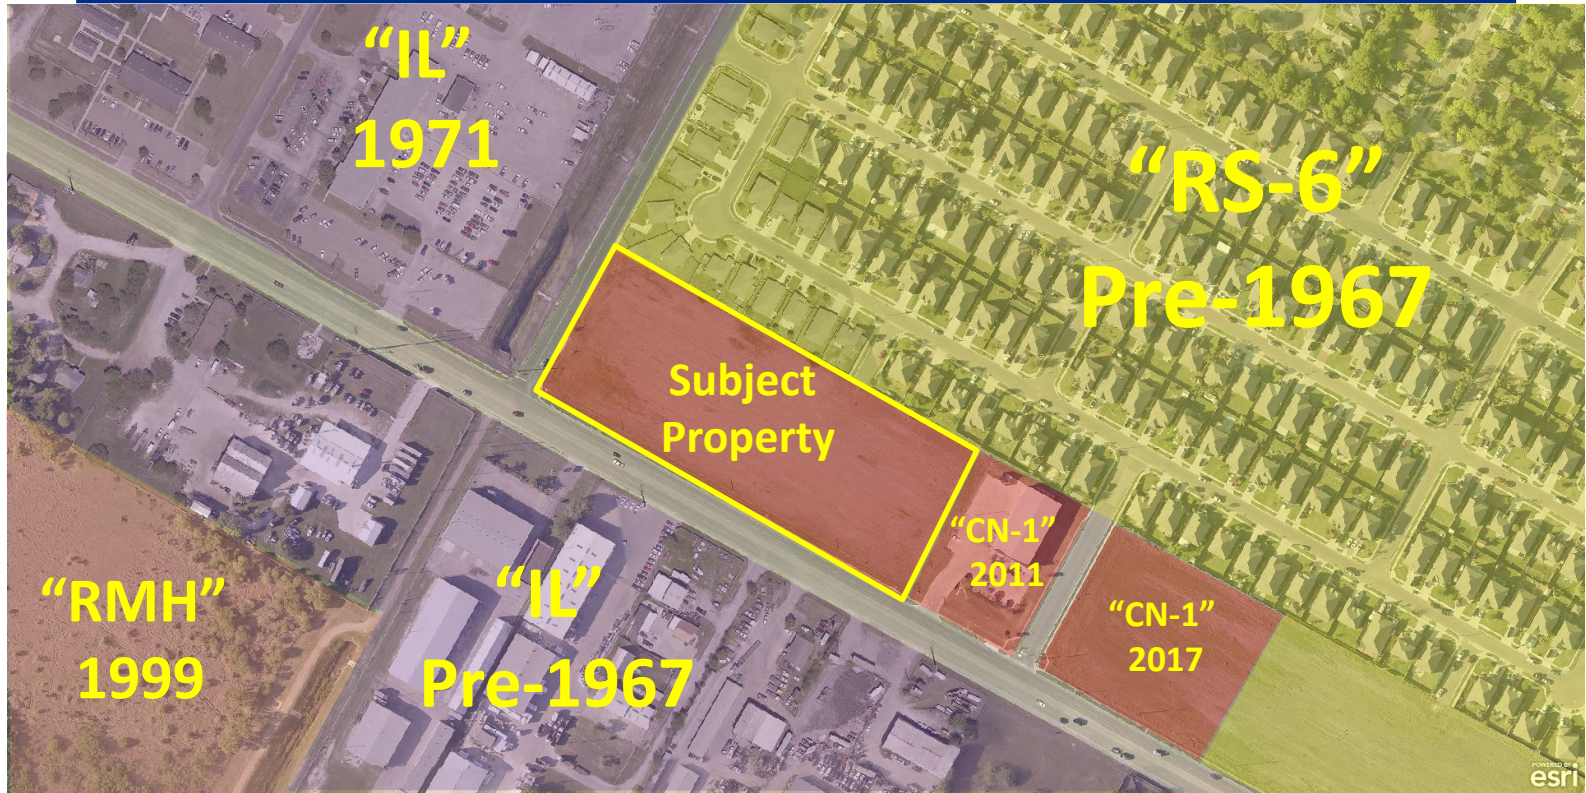 “IL”
1971
“RS-6”
Pre-1967
Subject
Property
“CN-1”
2011
“CN-1”
2017
“IL”
Pre-1967
“RMH”
1999
POWERED BY
esri